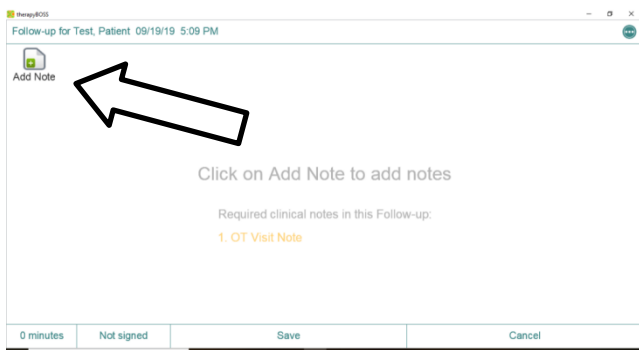 therapyBOSS
Follow-up for Test, Patient 09/19/19 5:09 PM
Add Note
Click on Add Note to add notes
Required clinical notes in this Follow-up:
1. OT Visit Note
0 minutes Not signed Save Cancel